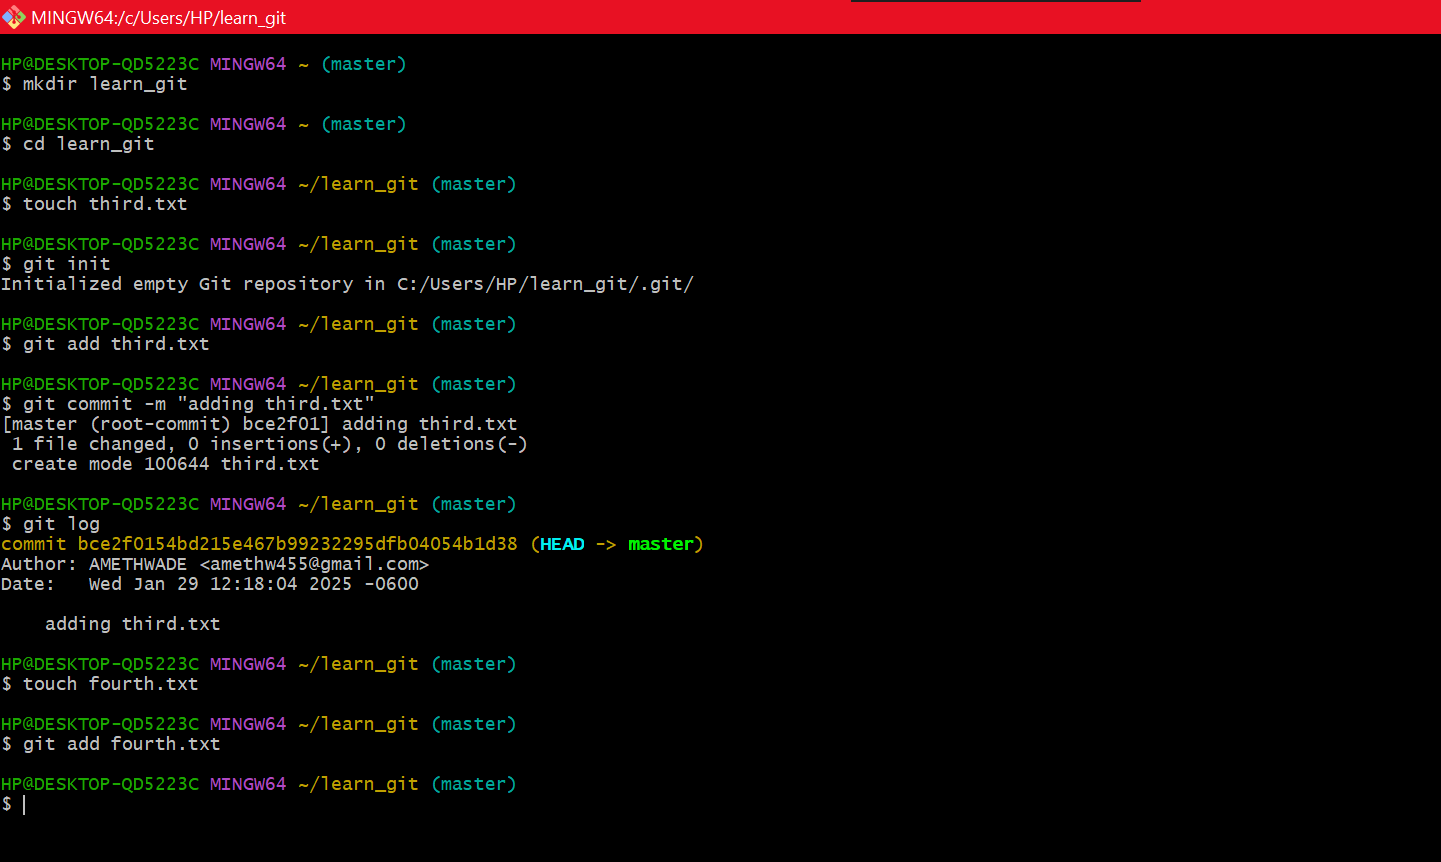 MINGW64:/c/Users/HP/learn_git
HP@DESKTOP-QD5223C MINGW64 ~ (master)
$ mkdir learn_git
HP@DESKTOP-QD5223C MINGW64 ~ (master)
$ cd learn_git
HP@DESKTOP-QD5223C MINGW64 ~/learn_git (master)
$ touch third.txt
HP@DESKTOP-QD5223C MINGW64 ~/learn_git (master)
$ git init
Initialized empty Git repository in C:/Users/HP/learn_git/.git/
HP@DESKTOP-QD5223C MINGW64 ~/learn_git (master)
$ git add third.txt
HP@DESKTOP-QD5223C MINGW64 ~/learn_git (master)
$ git commit -m "adding third.txt"
[master (root-commit) bce2f01] adding third.txt
 1 file changed, 0 insertions(+), 0 deletions(-)
 create mode 100644 third.txt
HP@DESKTOP-QD5223C MINGW64 ~/learn_git (master)
$ git log
commit bce2f0154bd215e467b99232295dfb04054b1d38 (HEAD -> master)
Author: AMETHWADE <amethw455@gmail.com>
Date:   Wed Jan 29 12:18:04 2025 -0600
    adding third.txt
HP@DESKTOP-QD5223C MINGW64 ~/learn_git (master)
$ touch fourth.txt
HP@DESKTOP-QD5223C MINGW64 ~/learn_git (master)
$ git add fourth.txt
HP@DESKTOP-QD5223C MINGW64 ~/learn_git (master)
$